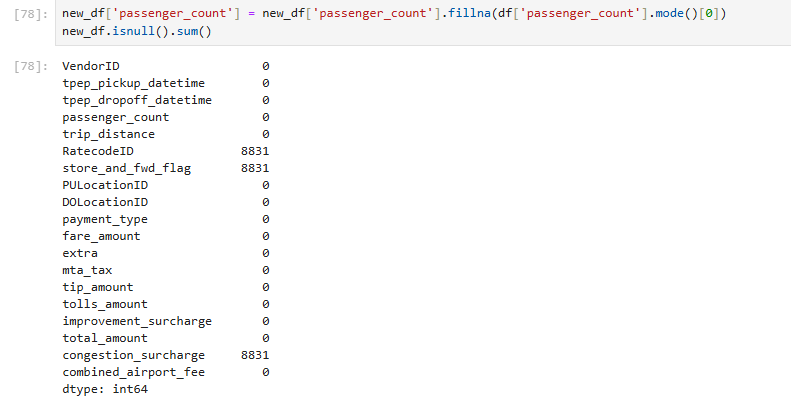 [78]: new_df['passenger_count'] = new_df['passenger_count'].fillna(df['passenger_count'].mode()[0])
new_df.isnull().sum()
[78]: VendorID 0
tpep_pickup_datetime 0
tpep_dropoff_datetime 0
passenger_count 0
trip_distance 0
RatecodeID 8831
store_and_fwd_flag 8831
PULocationID 0
DOLocationID 0
payment_type 0
fare_amount 0
extra 0
mta_tax 0
tip_amount 0
tolls_amount 0
improvement_surcharge 0
total_amount 0
congestion_surcharge 8831
combined_airport_fee 0
dtype: int64